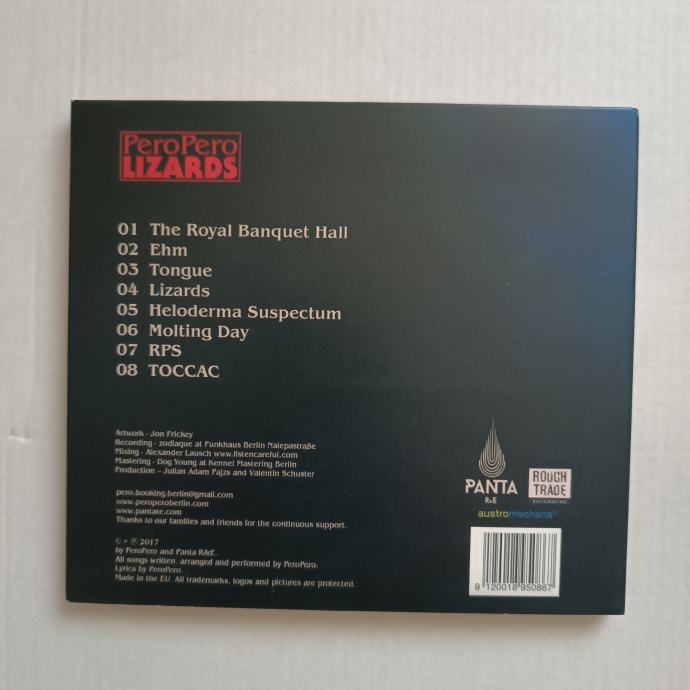 PeroPero
LIZARDS
01 The Royal Banquet Hall
02 Ehm
03 Tongue
04 Lizards
05 Heloderma Suspectum
06 Molting Day
07 RPS
08 TOCCAC
Artwork - Jon Frickey
Recording - zodiaque at Funkhaus Berlin Nalepastraße
Mixing - Alexander Lausch www.listencareful.com
Mastering - Dog Young at Kennel Mastering Berlin
Production – Julian Adam Pajzs and Valentin Schuster
pero.booking.berlin@gmail.com
www.peroperoberlin.com
www.pantare.com
Thanks to our families and friends for the continuous support.
© + ℗ 2017
by PeroPero and Panta R&E.
All songs written, arranged and performed by PeroPero.
Lyrics by PeroPero.
Made in the EU. All trademarks, logos and pictures are protected.
PANTA
R&E
ROUGH
TRADE
DISTRIBUTION
austromechana®
9 120018 950867